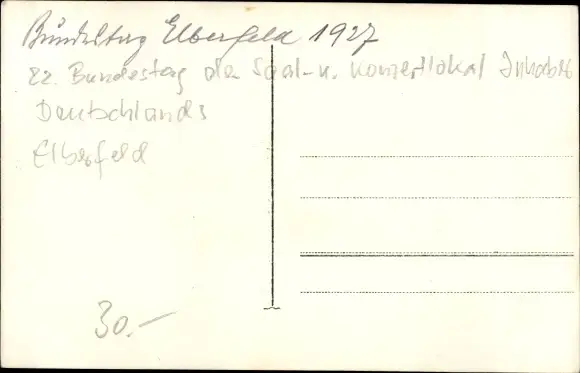 Bundestag Elberfeld 1927
22. Bundestag der Saal- u. Konzertlokal Inhaber
Deutschlands
Elberfeld
30.-